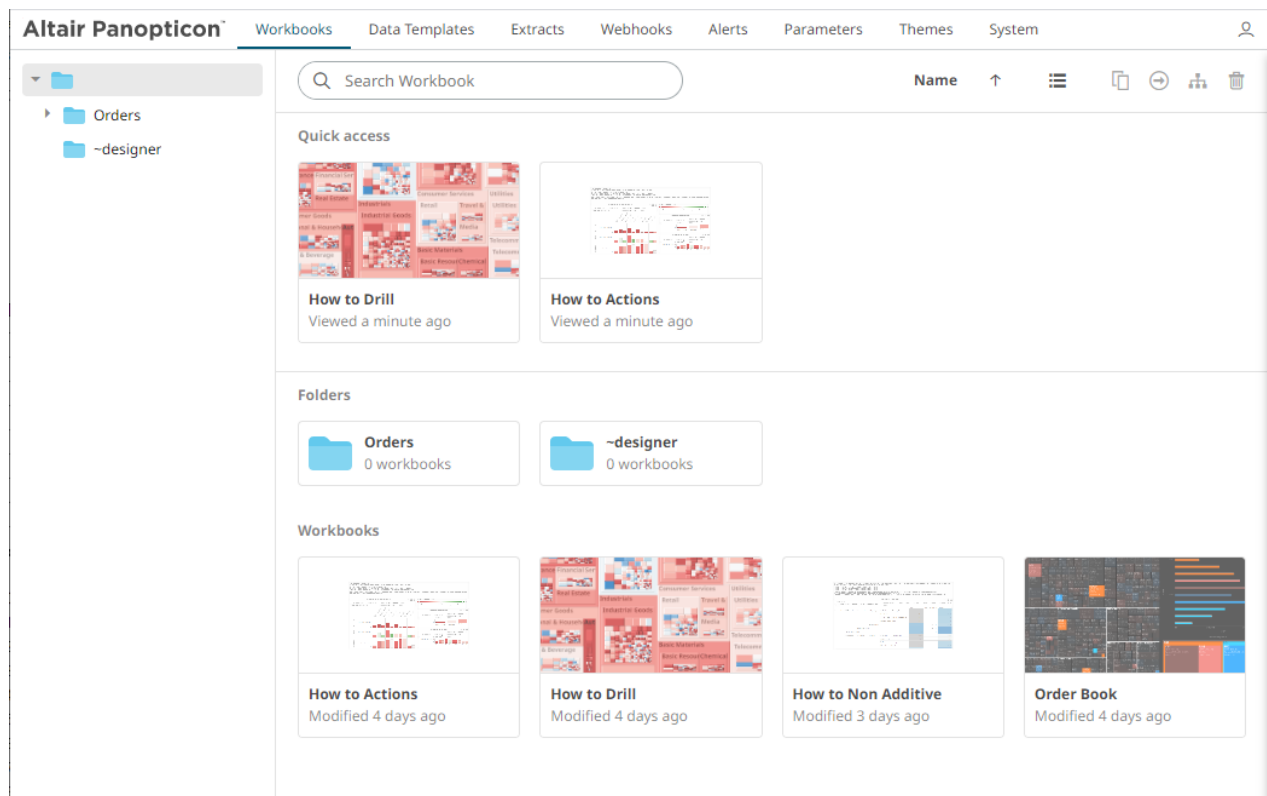 Altair Panopticon™
Workbooks
Data Templates
Extracts
Webhooks
Alerts
Parameters
Themes
System
Orders
~designer
Search Workbook
Name
Quick access
How to Drill
Viewed a minute ago
How to Actions
Viewed a minute ago
Folders
Orders
0 workbooks
~designer
0 workbooks
Workbooks
How to Actions
Modified 4 days ago
How to Drill
Modified 4 days ago
How to Non Additive
Modified 3 days ago
Order Book
Modified 4 days ago